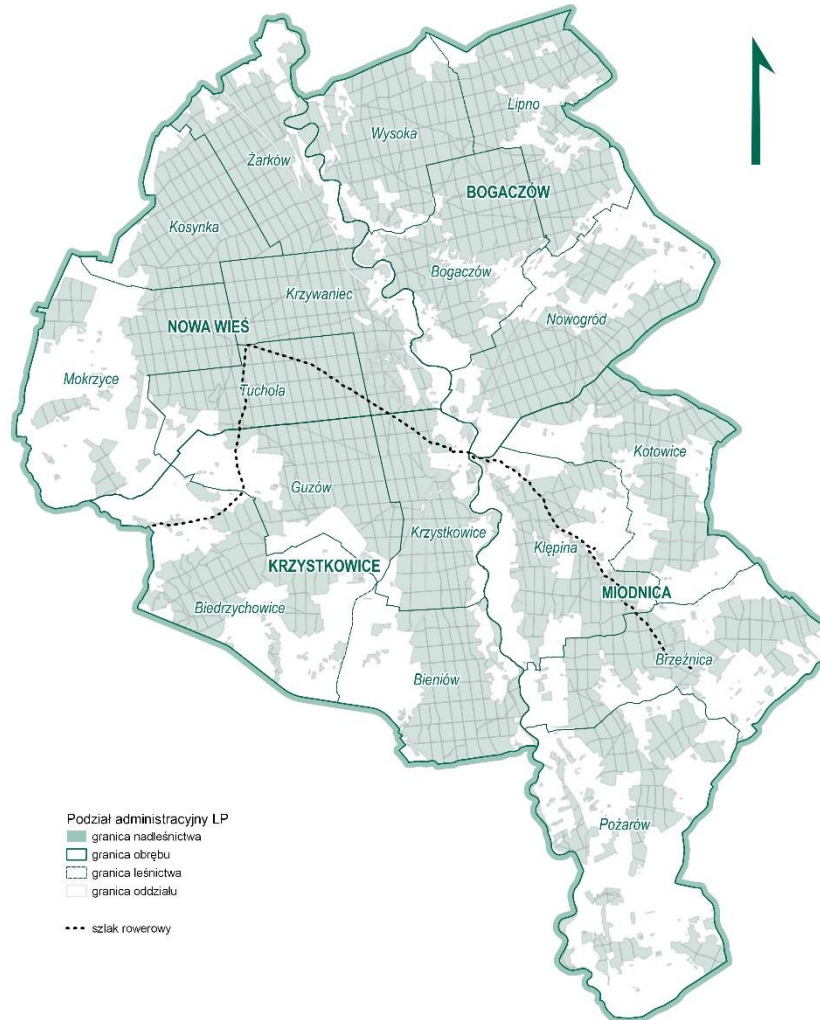 Lipno
Wysoka
Żarków
BOGACZÓW
Kosynka
Bogaczów
Krzywaniec
Nowogród
NOWA WIEŚ
Mokrzyce
Tuchola
Kotowice
Guzów
Krzystkowice
Klępina
KRZYSTKOWICE
MIODNICA
Biedrzychowice
Brzeźnica
Bieniów
Pożarów
Podział administracyjny LP
granica nadleśnictwa
granica obrębu
granica leśnictwa
granica oddziału
szlak rowerowy